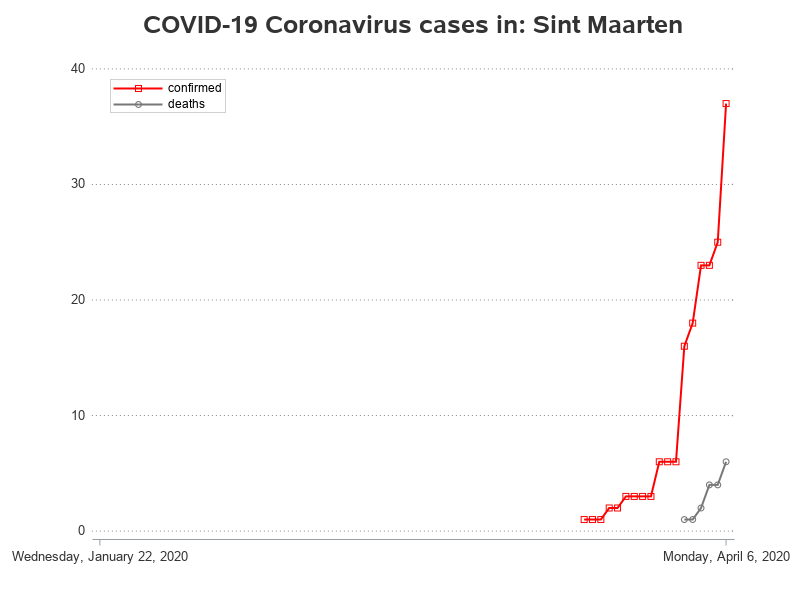 COVID-19 Coronavirus cases in: Sint Maarten
40
confirmed
deaths
30
20
10
0
Wednesday, January 22, 2020
Monday, April 6, 2020